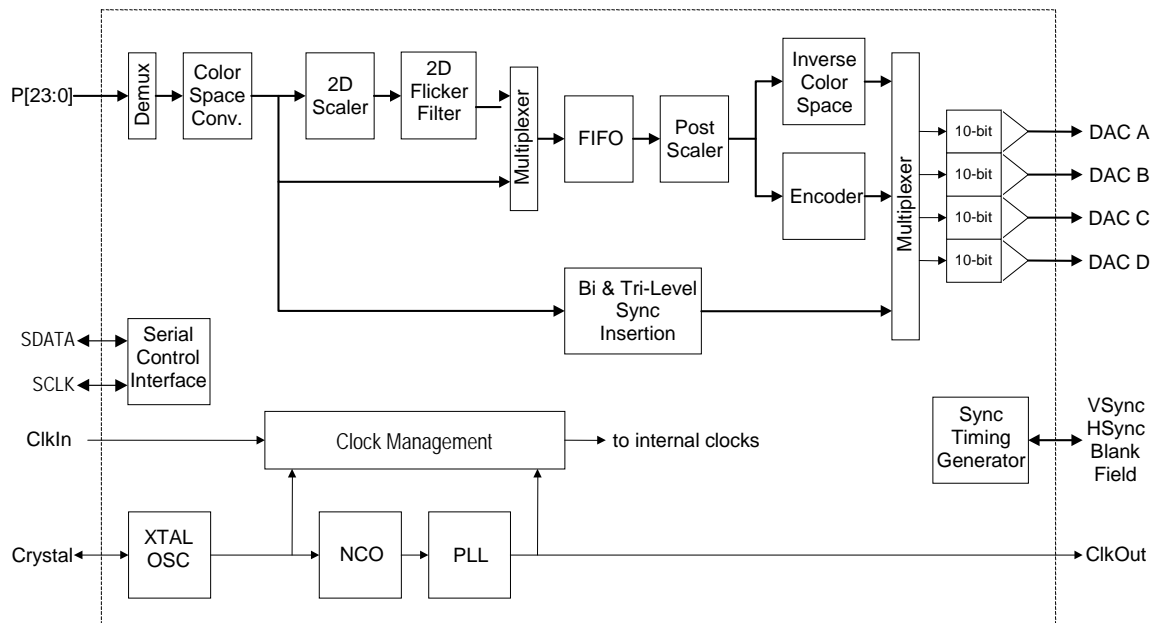 P[23:0]
Demux
Color
Space
Conv.
2D
Scaler
2D
Flicker
Filter
Multiplexer
FIFO
Post
Scaler
Inverse
Color
Space
Encoder
Bi & Tri-Level
Sync
Insertion
Multiplexer
10-bit
DAC A
10-bit
DAC B
10-bit
DAC C
10-bit
DAC D
SDATA
SCLK
Serial
Control
Interface
ClkIn
Clock Management
to internal clocks
Sync
Timing
Generator
VSync
HSync
Blank
Field
Crystal
XTAL
OSC
NCO
PLL
ClkOut